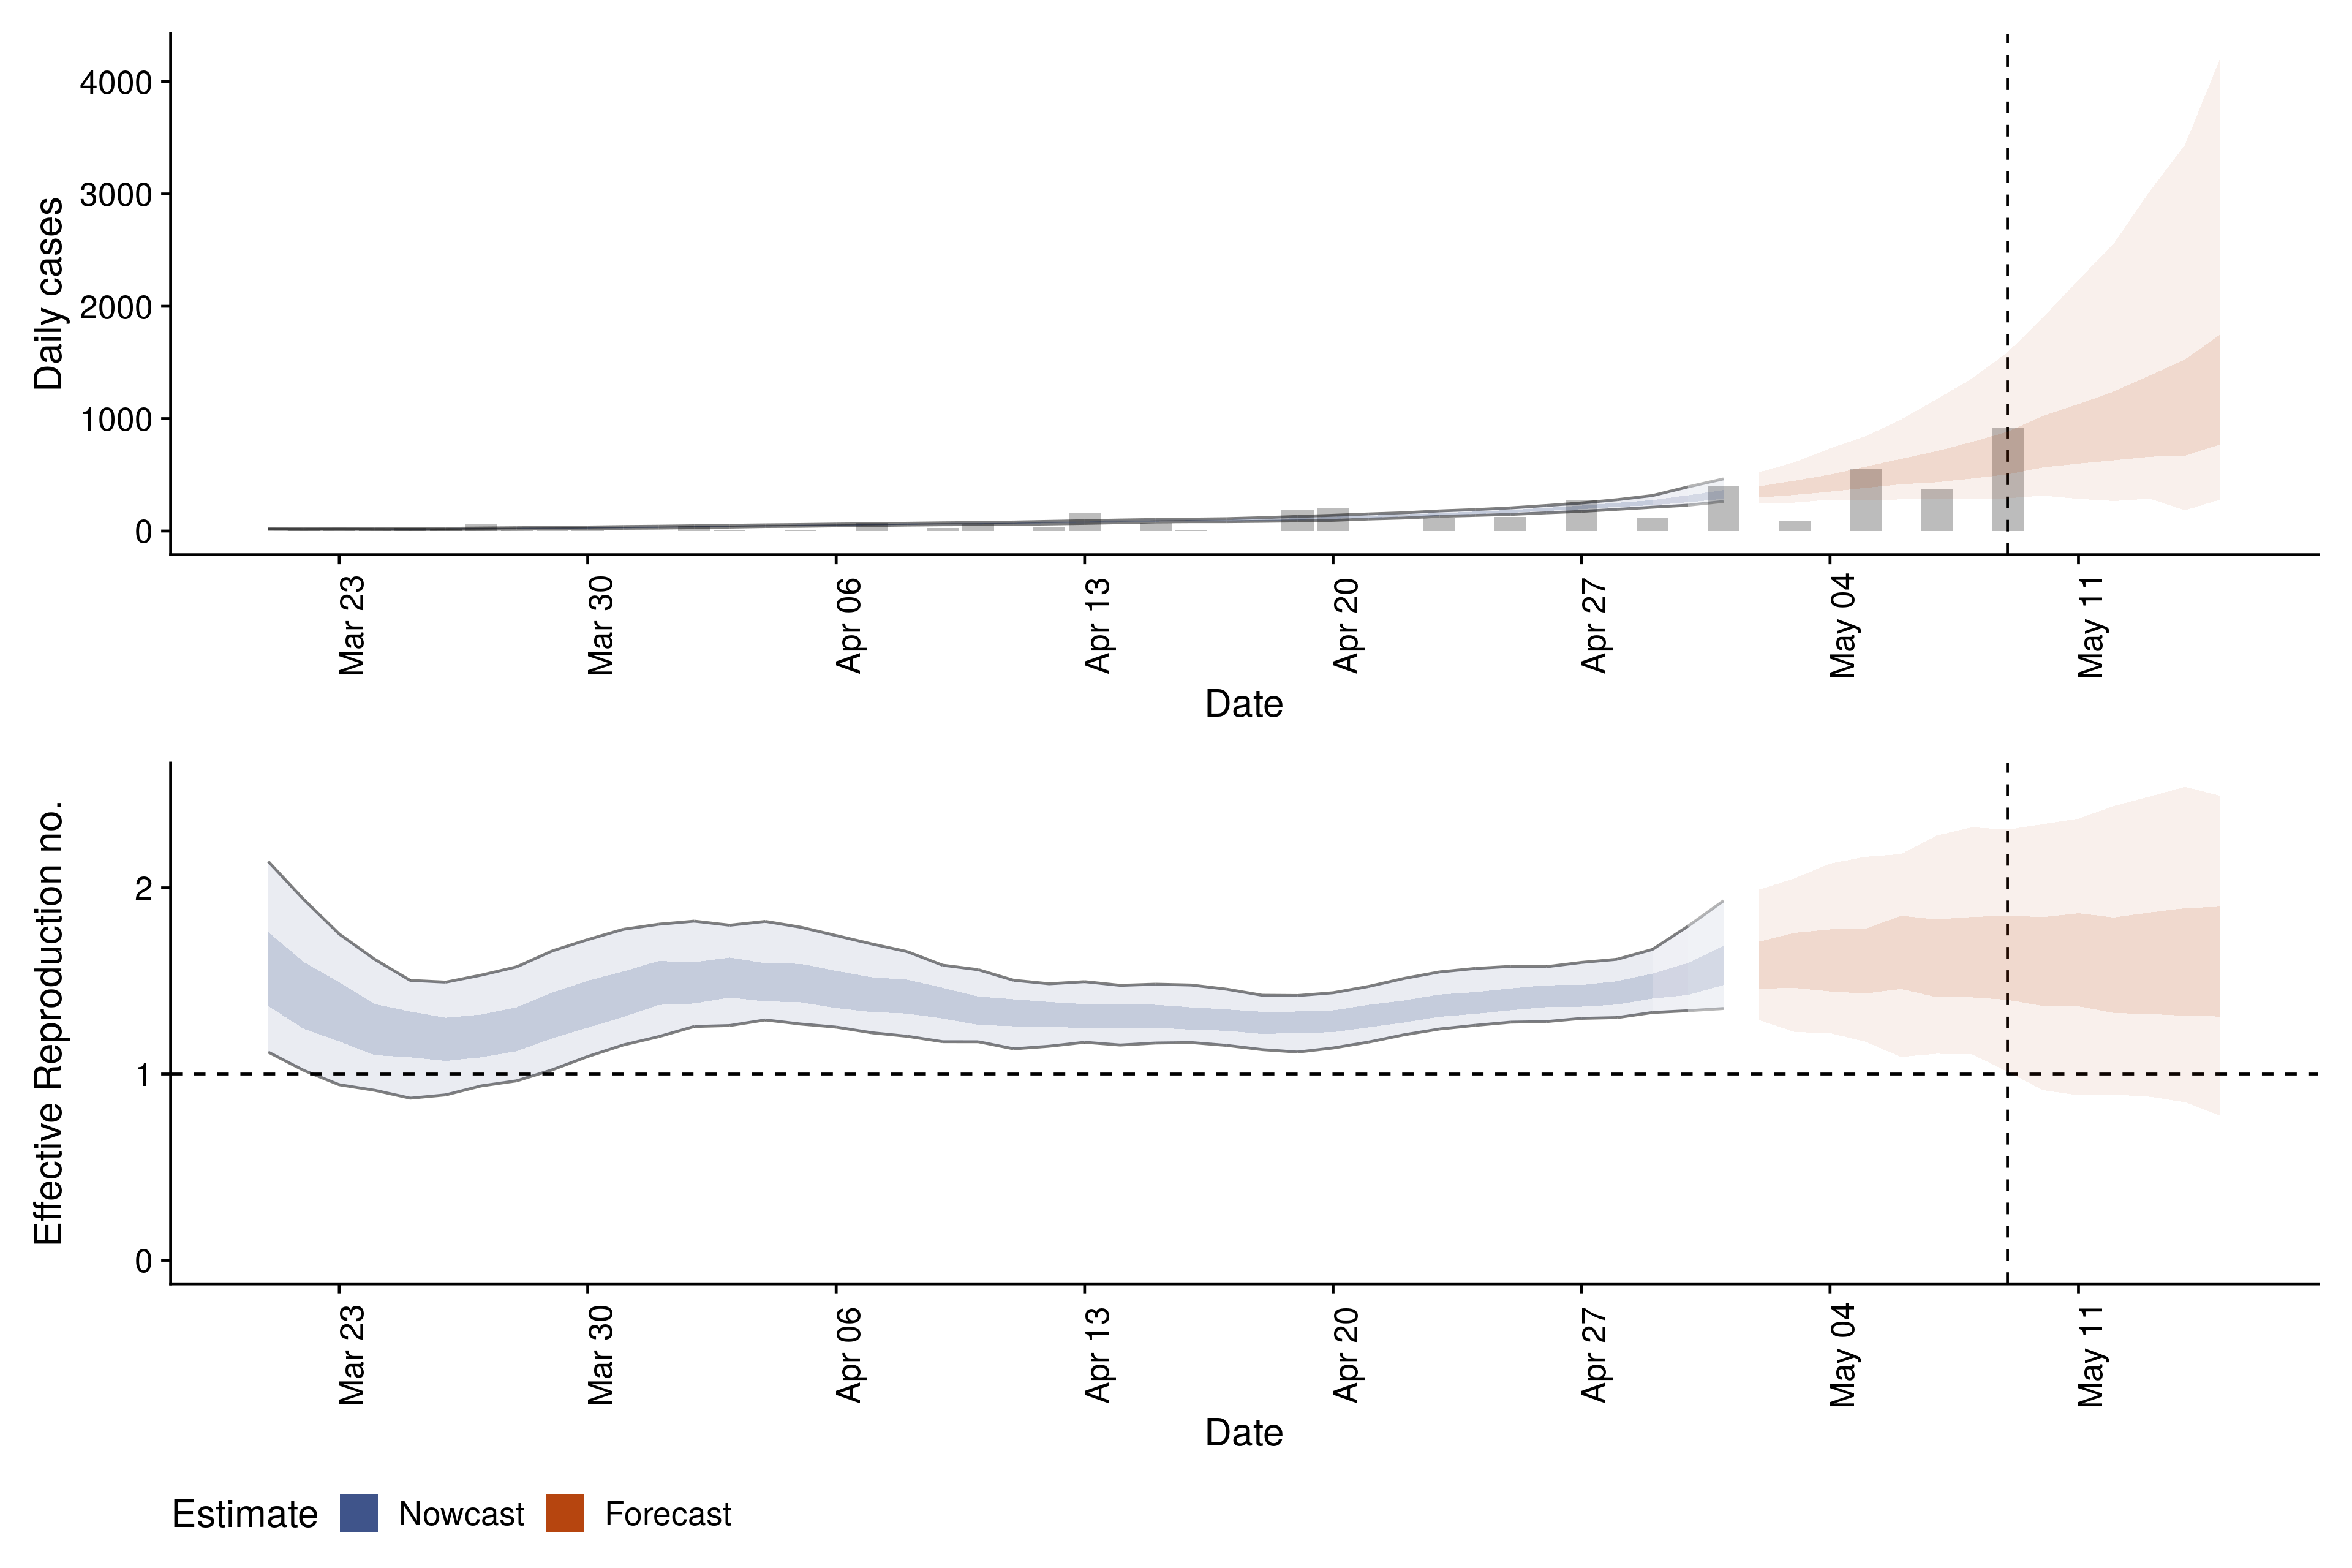 Daily cases
4000
3000
2000
1000
0
Mar 23
Mar 30
Apr 06
Apr 13
Apr 20
Apr 27
May 04
May 11
Date
Effective Reproduction no.
2
1
0
Mar 23
Mar 30
Apr 06
Apr 13
Apr 20
Apr 27
May 04
May 11
Date
Estimate Nowcast Forecast